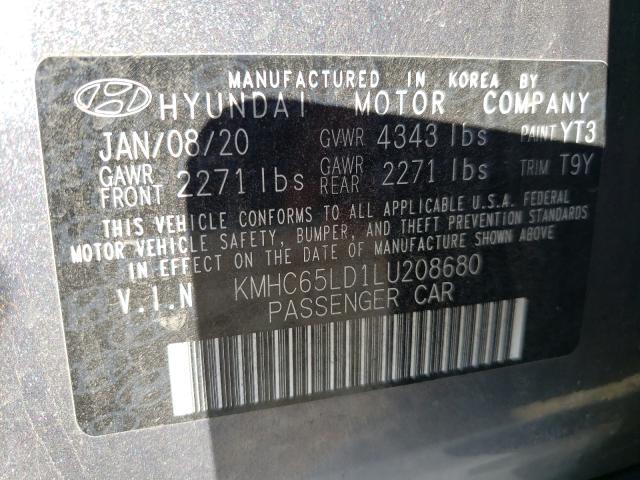 MANUFACTURED IN KOREA BY
HYUNDAI MOTOR COMPANY
JAN/08/20 GVWR 4343 lbs PAINT YT3
GAWR FRONT 2271 lbs GAWR REAR 2271 lbs TRIM T9Y
THIS VEHICLE CONFORMS TO ALL APPLICABLE U.S.A. FEDERAL
MOTOR VEHICLE SAFETY, BUMPER, AND THEFT PREVENTION STANDARDS
IN EFFECT ON THE DATE OF MANUFACTURE SHOWN ABOVE
V.I.N KMHC65LD1LU208680
PASSENGER CAR